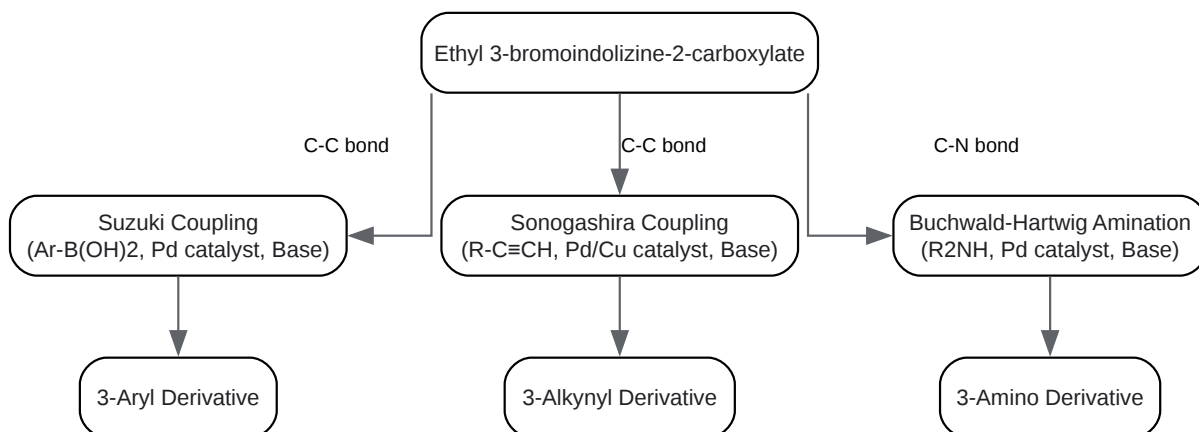 Ethyl 3-bromoindolizine-2-carboxylate
C-C bond
C-C bond
C-N bond
Suzuki Coupling
(Ar-B(OH)2, Pd catalyst, Base)
Sonogashira Coupling
(R-C≡CH, Pd/Cu catalyst, Base)
Buchwald-Hartwig Amination
(R2NH, Pd catalyst, Base)
3-Aryl Derivative
3-Alkynyl Derivative
3-Amino Derivative